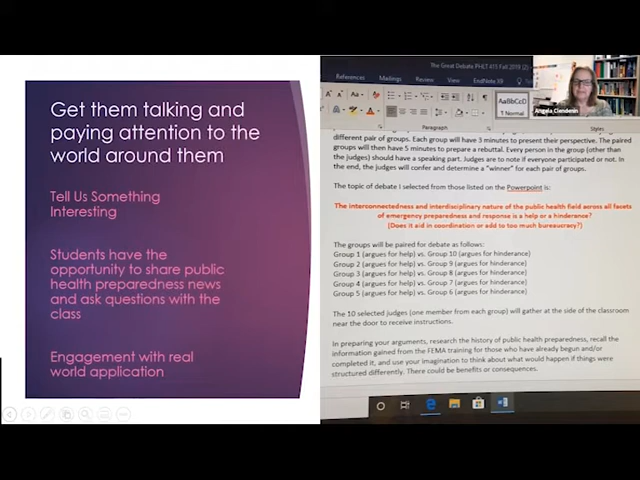 Get them talking and
paying attention to the
world around them
Tell Us Something
Interesting
Students have the
opportunity to share public
health preparedness news
and ask questions with the
class
Engagement with real
world application
The Great Debate PHLT 415 Fall 2019 (2)
References Mailings Review View EndNote X9
Aa
A
AaBbCcD
¶ Normal
Paragraph
Styles
Angela Clendenin
different pair of groups. Each group will have 3 minutes to present their perspective. The paired
groups will then have 5 minutes to prepare a rebuttal. Every person in the group (other than
the judges) should have a speaking part. Judges are to note if everyone participated or not. In
the end, the judges will confer and determine a "winner" for each pair of groups.
The topic of debate I selected from those listed on the Powerpoint is:
The interconnectedness and interdisciplinary nature of the public health field across all facets
of emergency preparedness and response is a help or a hinderance?
(Does it aid in coordination or add to too much bureaucracy?)
The groups will be paired for debate as follows:
Group 1 (argues for help) vs. Group 10 (argues for hinderance)
Group 2 (argues for help) vs. Group 9 (argues for hinderance)
Group 3 (argues for help) vs. Group 8 (argues for hinderance)
Group 4 (argues for help) vs. Group 7 (argues for hinderance)
Group 5 (argues for help) vs. Group 6 (argues for hinderance)
The 10 selected judges (one member from each group) will gather at the side of the classroom
near the door to receive instructions.
In preparing your arguments, research the history of public health preparedness, recall the
information gained from the FEMA training for those who have already begun and/or
completed it, and use your imagination to think about what would happen if things were
structured differently. There could be benefits or consequences.